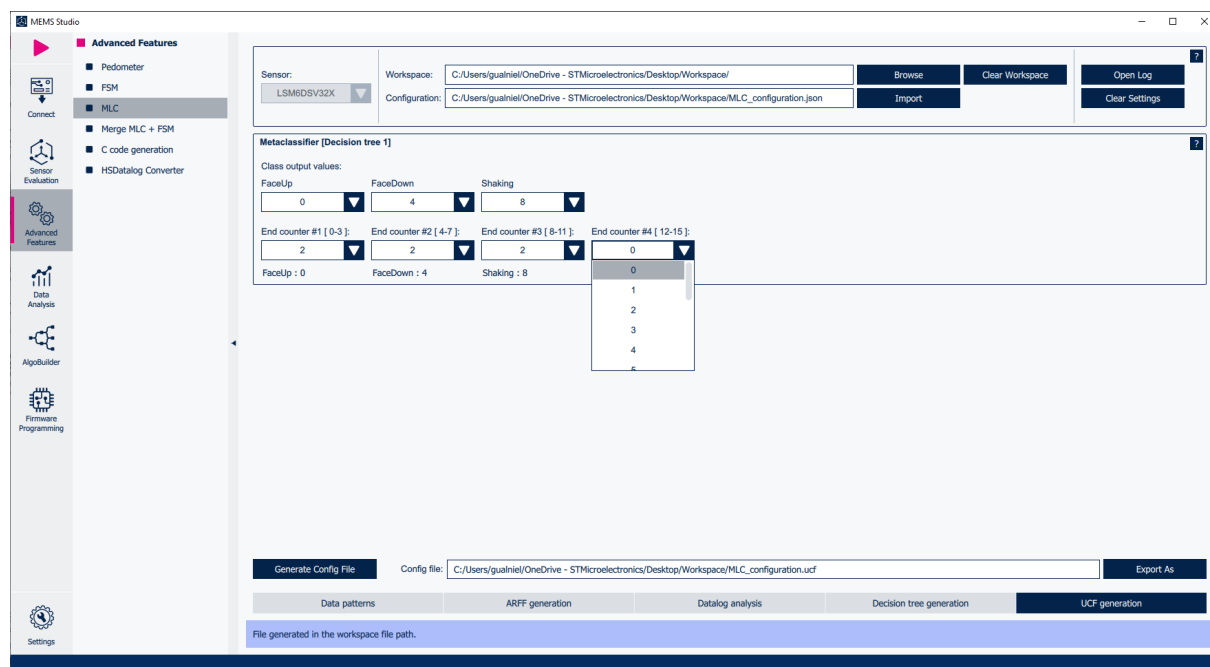 MEMS Studio
Connect
Sensor
Evaluation
Advanced
Features
Data
Analysis
AlgoBuilder
Firmware
Programming
Settings
Advanced Features
Pedometer
FSM
MLC
Merge MLC + FSM
C code generation
HSDatalog Converter
Sensor:
LSM6DSV32X
Workspace: C:/Users/gualniel/OneDrive - STMicroelectronics/Desktop/Workspace/ Browse Clear Workspace Open Log
Configuration: C:/Users/gualniel/OneDrive - STMicroelectronics/Desktop/Workspace/MLC_configuration.json Import Clear Settings
?
Metaclassifier [Decision tree 1]
?
Class output values:
FaceUp FaceDown Shaking
0 4 8
End counter #1 [ 0-3 ]: End counter #2 [ 4-7 ]: End counter #3 [ 8-11 ]: End counter #4 [ 12-15 ]:
2 2 2 0
FaceUp : 0 FaceDown : 4 Shaking : 8
0
1
2
3
4
5
Generate Config File Config file: C:/Users/gualniel/OneDrive - STMicroelectronics/Desktop/Workspace/MLC_configuration.ucf Export As
Data patterns ARFF generation Datalog analysis Decision tree generation UCF generation
File generated in the workspace file path.